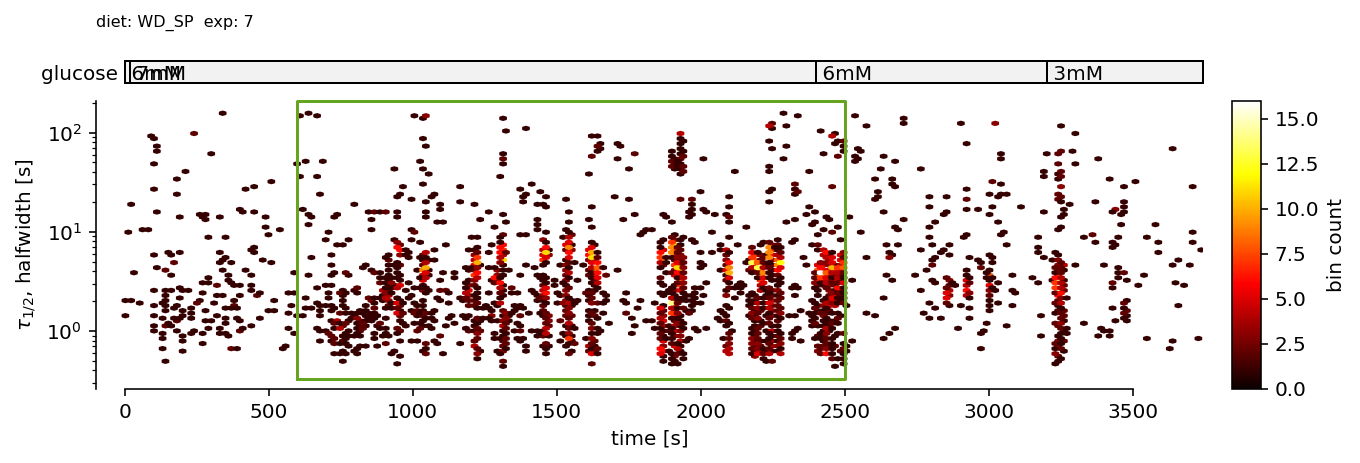 diet: WD_SP  exp: 7
glucose 6mM 7mM 6mM 3mM
10² 10¹ 10⁰
τ₁/₂, halfwidth [s]
0 500 1000 1500 2000 2500 3000 3500
time [s]
15.0
12.5
10.0
7.5
5.0
2.5
0.0
bin count